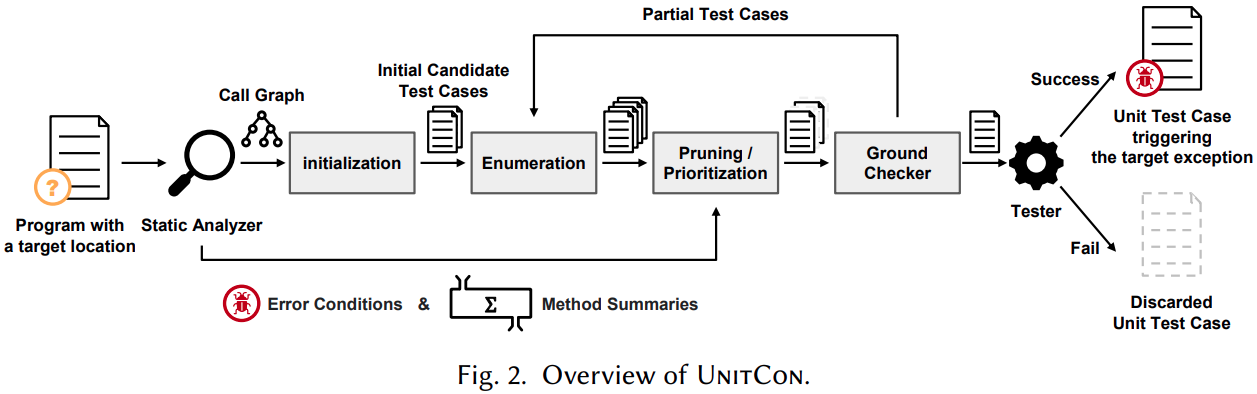 Partial Test Cases
Initial Candidate
Test Cases
Call Graph
Success
?
initialization
Enumeration
Pruning /
Prioritization
Ground
Checker
Unit Test Case
triggering
the target exception
Program with
a target location
Static Analyzer
Tester
Fail
Error Conditions & Σ Method Summaries
Discarded
Unit Test Case
Fig. 2. Overview of UNITCON.